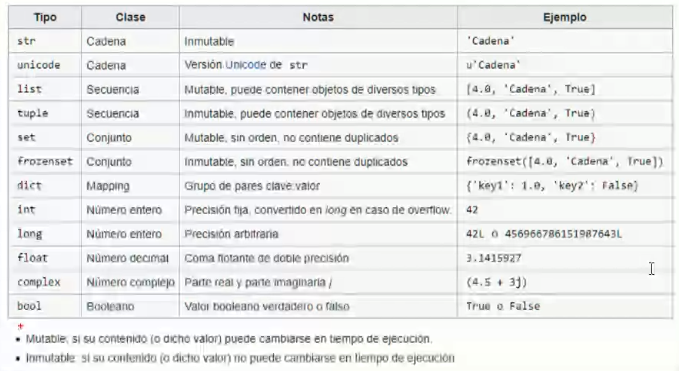 Tipo Clase Notas Ejemplo
str Cadena Inmutable 'Cadena'
unicode Cadena Versión Unicode de str u'Cadena'
list Secuencia Mutable, puede contener objetos de diversos tipos [4.0, 'Cadena', True]
tuple Secuencia Inmutable, puede contener objetos de diversos tipos (4.0, 'Cadena', True)
set Conjunto Mutable, sin orden, no contiene duplicados {4.0, 'Cadena', True}
frozenset Conjunto Inmutable, sin orden, no contiene duplicados frozenset([4.0, 'Cadena', True])
dict Mapping Grupo de pares clave:valor {'key1': 1.0, 'key2': False}
int Número entero Precisión fija, convertido en long en caso de overflow. 42
long Número entero Precisión arbitraria 42L o 456966786151987643L
float Número decimal Coma flotante de doble precisión 3.1415927
complex Número complejo Parte real y parte imaginaria j (4.5 + 3j)
bool Booleano Valor booleano verdadero o falso True o False
*
• Mutable: si su contenido (o dicho valor) puede cambiarse en tiempo de ejecución.
• Inmutable: si su contenido (o dicho valor) no puede cambiarse en tiempo de ejecución